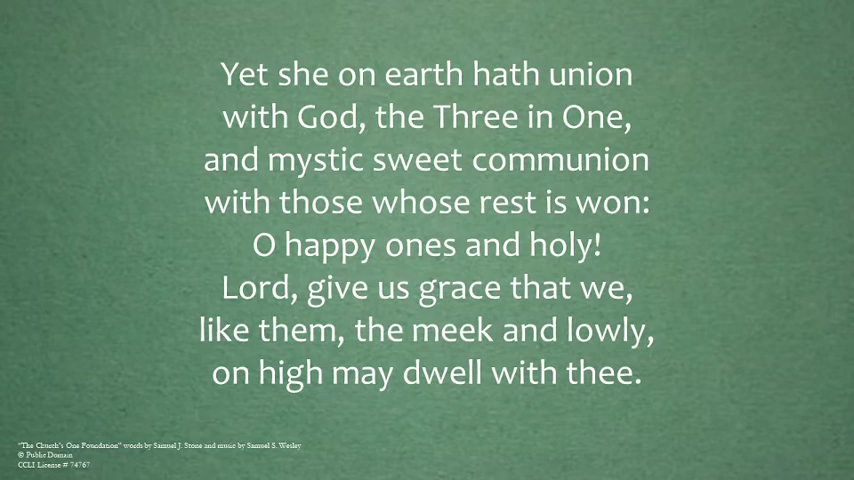 Yet she on earth hath union
with God, the Three in One,
and mystic sweet communion
with those whose rest is won:
O happy ones and holy!
Lord, give us grace that we,
like them, the meek and lowly,
on high may dwell with thee.
"The Church's One Foundation" words by Samuel J. Stone and music by Samuel S. Wesley
© Public Domain
CCLI License # 74767